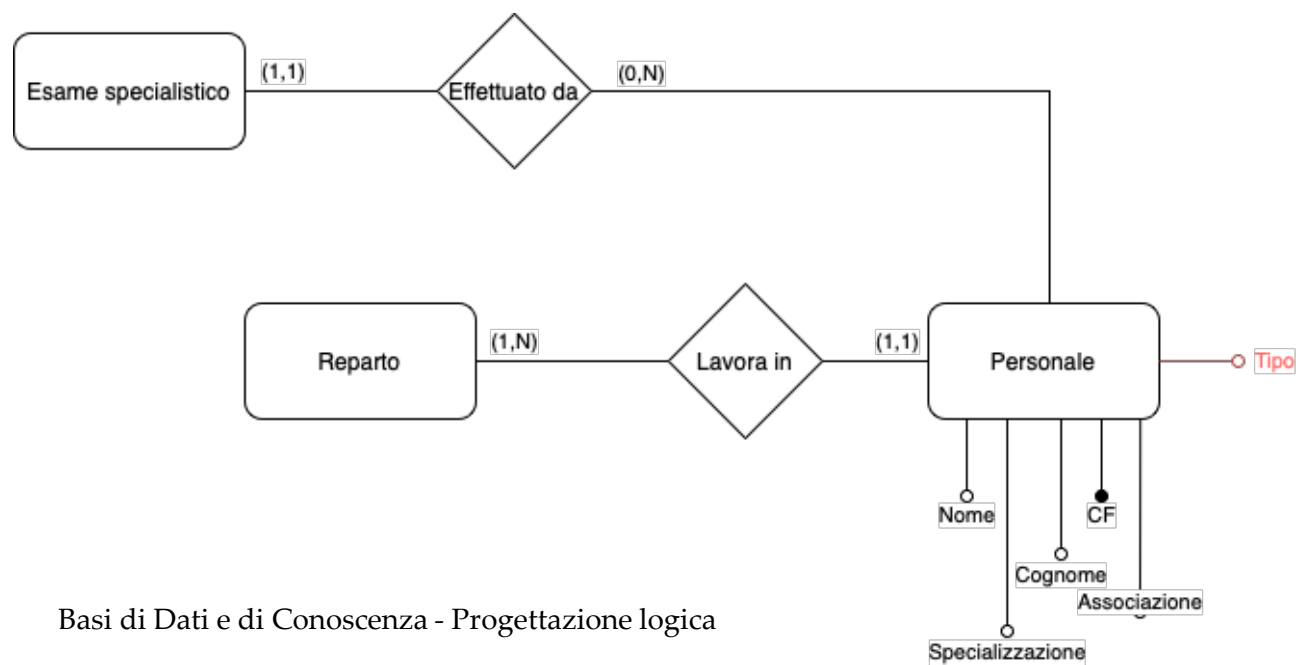 Esame specialistico
(1,1)
Effettuato da
(0,N)
Reparto
(1,N)
Lavora in
(1,1)
Personale
Tipo
Nome
CF
Cognome
Associazione
Specializzazione
Basi di Dati e di Conoscenza - Progettazione logica